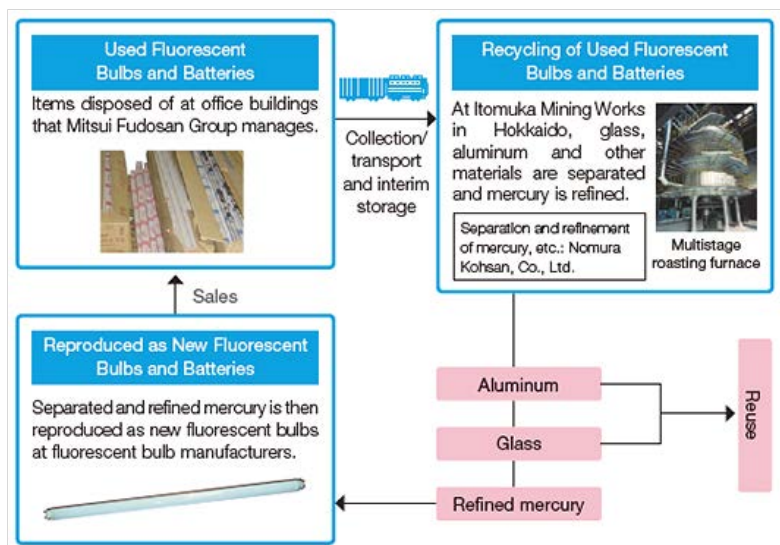 Used Fluorescent
Bulbs and Batteries
Items disposed of at office buildings
that Mitsui Fudosan Group manages.
Collection/
transport
and interim
storage
Recycling of Used Fluorescent
Bulbs and Batteries
At Itomuka Mining Works
in Hokkaido, glass,
aluminum and other
materials are separated
and mercury is refined.
Separation and refinement
of mercury, etc.: Nomura
Kohsan, Co., Ltd.
Multistage
roasting furnace
Sales
Reproduced as New Fluorescent
Bulbs and Batteries
Separated and refined mercury is then
reproduced as new fluorescent bulbs
at fluorescent bulb manufacturers.
Aluminum
Glass
Refined mercury
Reuse